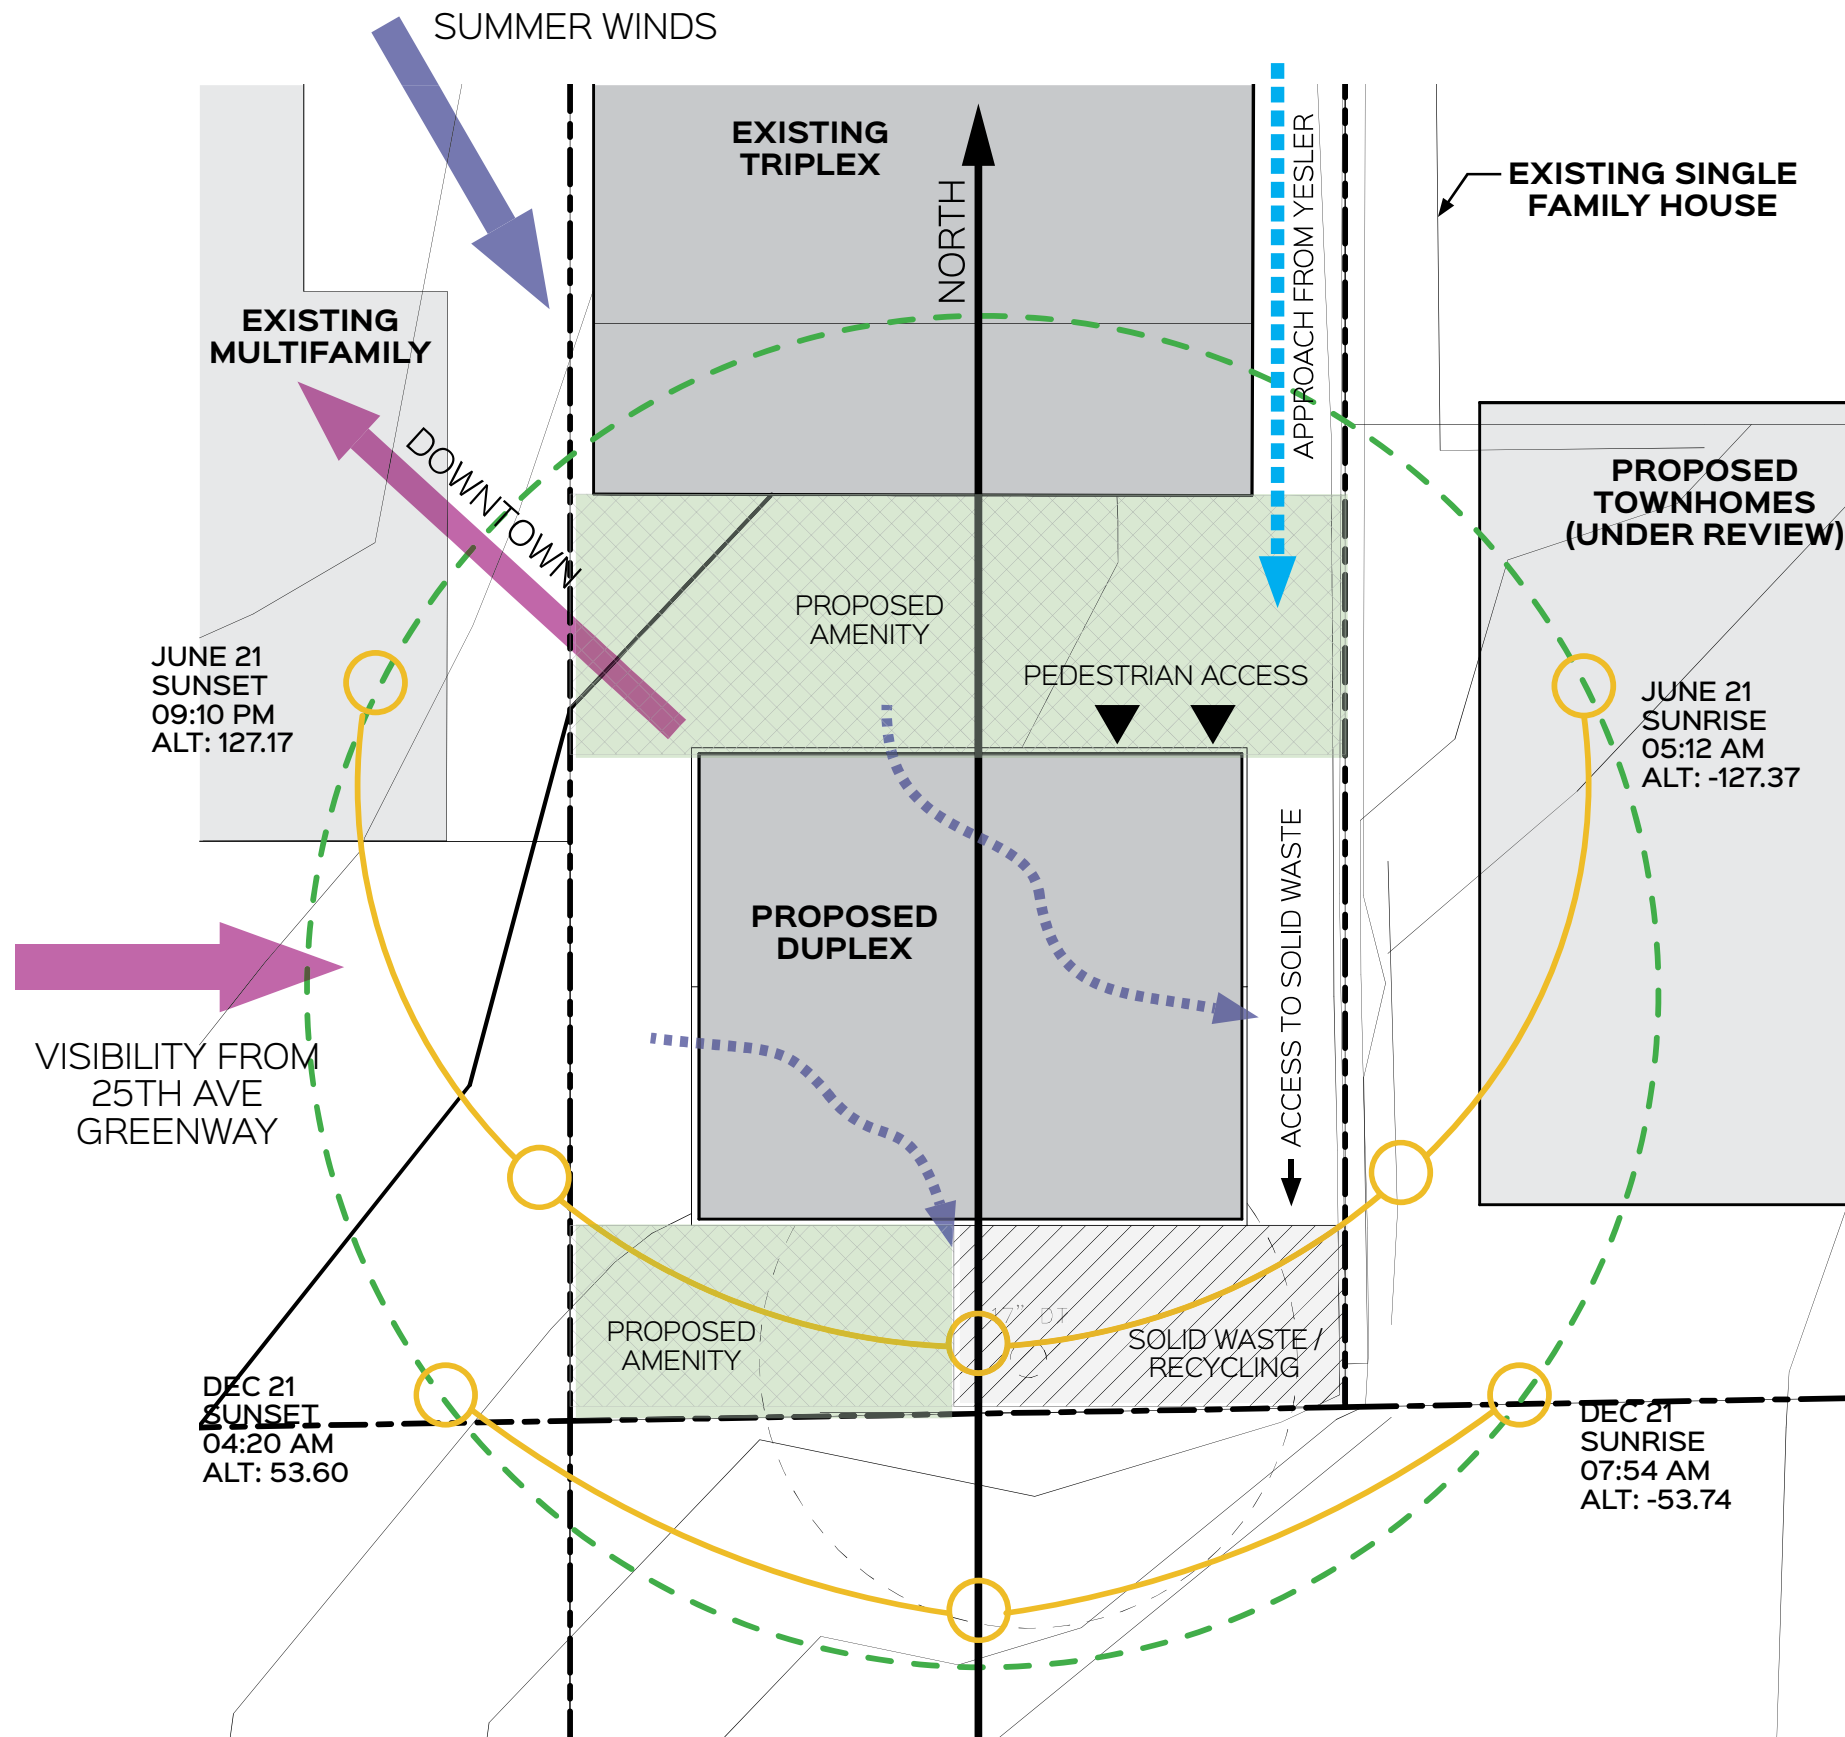 SUMMER WINDS
EXISTING
TRIPLEX
NORTH
APPROACH FROM YESLER
EXISTING SINGLE
FAMILY HOUSE
EXISTING
MULTIFAMILY
DOWNTOWN
PROPOSED
TOWNHOMES
(UNDER REVIEW)
PROPOSED
AMENITY
PEDESTRIAN ACCESS
JUNE 21
SUNSET
09:10 PM
ALT: 127.17
JUNE 21
SUNRISE
05:12 AM
ALT: -127.37
PROPOSED
DUPLEX
ACCESS TO SOLID WASTE
VISIBILITY FROM
25TH AVE
GREENWAY
17" DT
PROPOSED
AMENITY
SOLID WASTE/
RECYCLING
DEC 21
SUNSET
04:20 AM
ALT: 53.60
DEC 21
SUNRISE
07:54 AM
ALT: -53.74